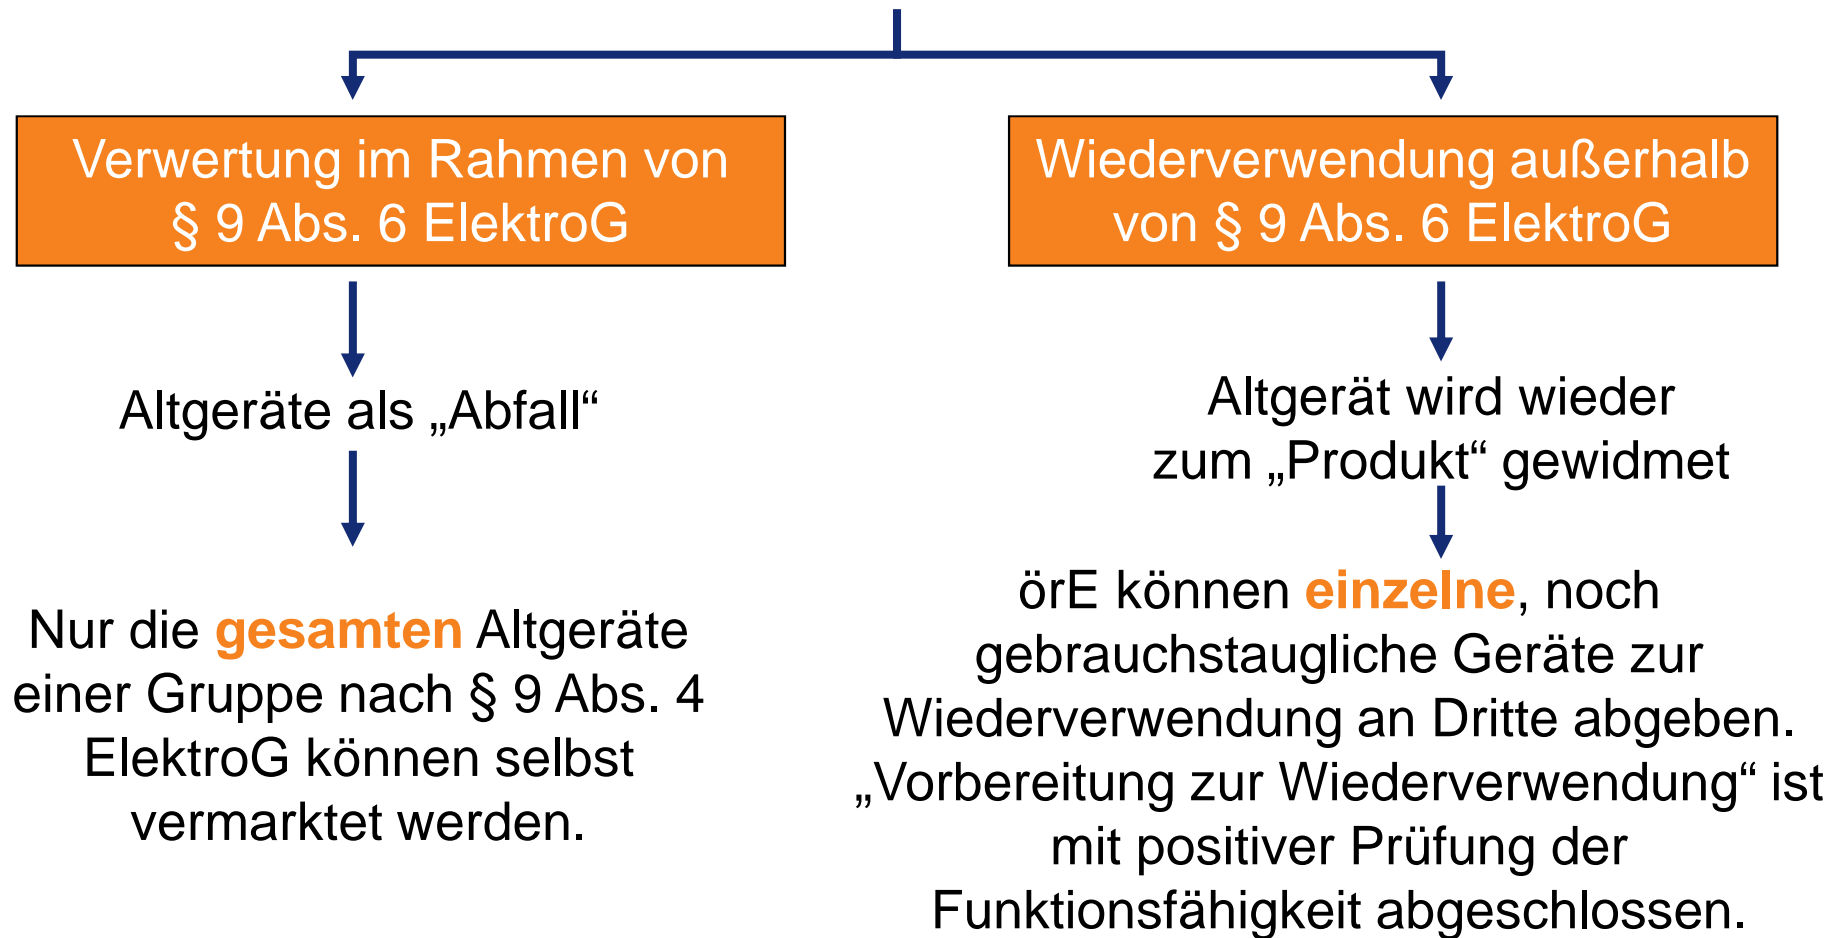 Verwertung im Rahmen von
§ 9 Abs. 6 ElektroG
Altgeräte als „Abfall“
Nur die gesamten Altgeräte
einer Gruppe nach § 9 Abs. 4
ElektroG können selbst
vermarktet werden.
Wiederverwendung außerhalb
von § 9 Abs. 6 ElektroG
Altgerät wird wieder
zum „Produkt“ gewidmet
örE können einzelne, noch
gebrauchstaugliche Geräte zur
Wiederverwendung an Dritte abgeben.
„Vorbereitung zur Wiederverwendung“ ist
mit positiver Prüfung der
Funktionsfähigkeit abgeschlossen.